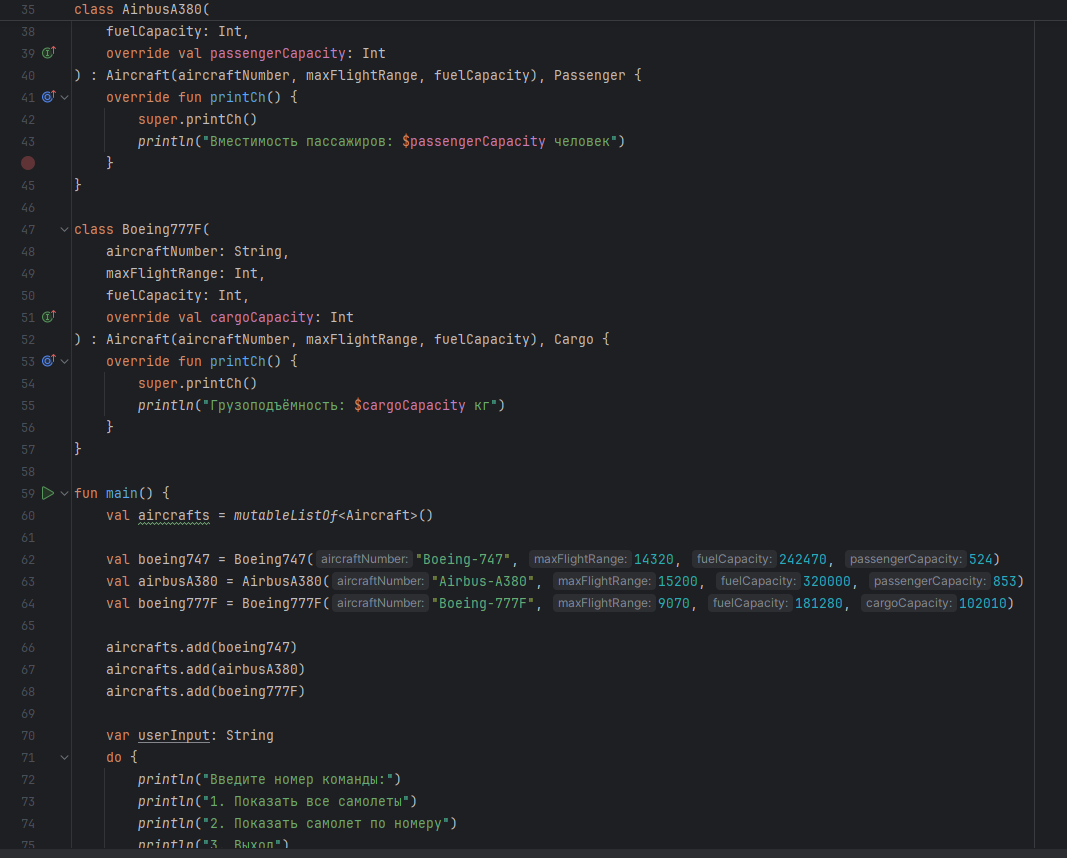 35 class AirbusA380(
38 fuelCapacity: Int,
39 override val passengerCapacity: Int
40 ) : Aircraft(aircraftNumber, maxFlightRange, fuelCapacity), Passenger {
41 override fun printCh() {
42 super.printCh()
43 println("Вместимость пассажиров: $passengerCapacity человек")
}
45 }
46
47 class Boeing777F(
48 aircraftNumber: String,
49 maxFlightRange: Int,
50 fuelCapacity: Int,
51 override val cargoCapacity: Int
52 ) : Aircraft(aircraftNumber, maxFlightRange, fuelCapacity), Cargo {
53 override fun printCh() {
54 super.printCh()
55 println("Грузоподъёмность: $cargoCapacity кг")
56 }
57 }
58
59 fun main() {
60 val aircrafts = mutableListOf<Aircraft>()
61
62 val boeing747 = Boeing747( aircraftNumber: "Boeing-747", maxFlightRange: 14320, fuelCapacity: 242470, passengerCapacity: 524)
63 val airbusA380 = AirbusA380( aircraftNumber: "Airbus-A380", maxFlightRange: 15200, fuelCapacity: 320000, passengerCapacity: 853)
64 val boeing777F = Boeing777F( aircraftNumber: "Boeing-777F", maxFlightRange: 9070, fuelCapacity: 181280, cargoCapacity: 102010)
65
66 aircrafts.add(boeing747)
67 aircrafts.add(airbusA380)
68 aircrafts.add(boeing777F)
69
70 var userInput: String
71 do {
72 println("Введите номер команды:")
73 println("1. Показать все самолеты")
74 println("2. Показать самолет по номеру")
75 println("3. Выход")